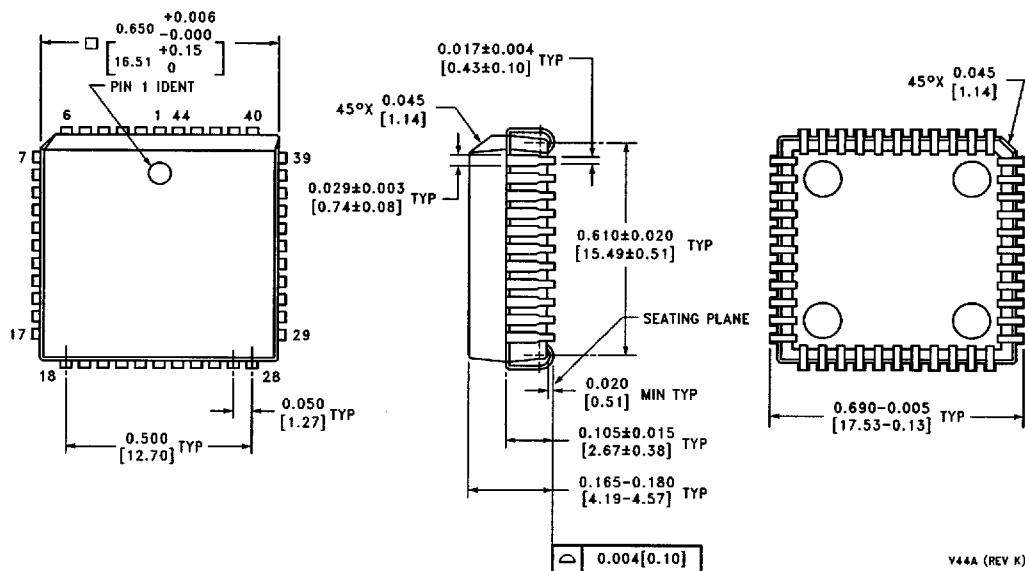 0.650 +0.006 -0.000
[16.51 +0.15 0]
PIN 1 IDENT
6 1 44 40
7 39
17 29
18 28
0.050
[1.27] TYP
0.500
[12.70] TYP
0.017±0.004
[0.43±0.10] TYP
45°X 0.045
[1.14]
0.029±0.003
[0.74±0.08] TYP
0.610±0.020
[15.49±0.51] TYP
SEATING PLANE
0.020
[0.51] MIN TYP
0.105±0.015
[2.67±0.38] TYP
0.165-0.180
[4.19-4.57] TYP
0.004[0.10]
45°X 0.045
[1.14]
0.690-0.005
[17.53-0.13] TYP
V44A (REV K)